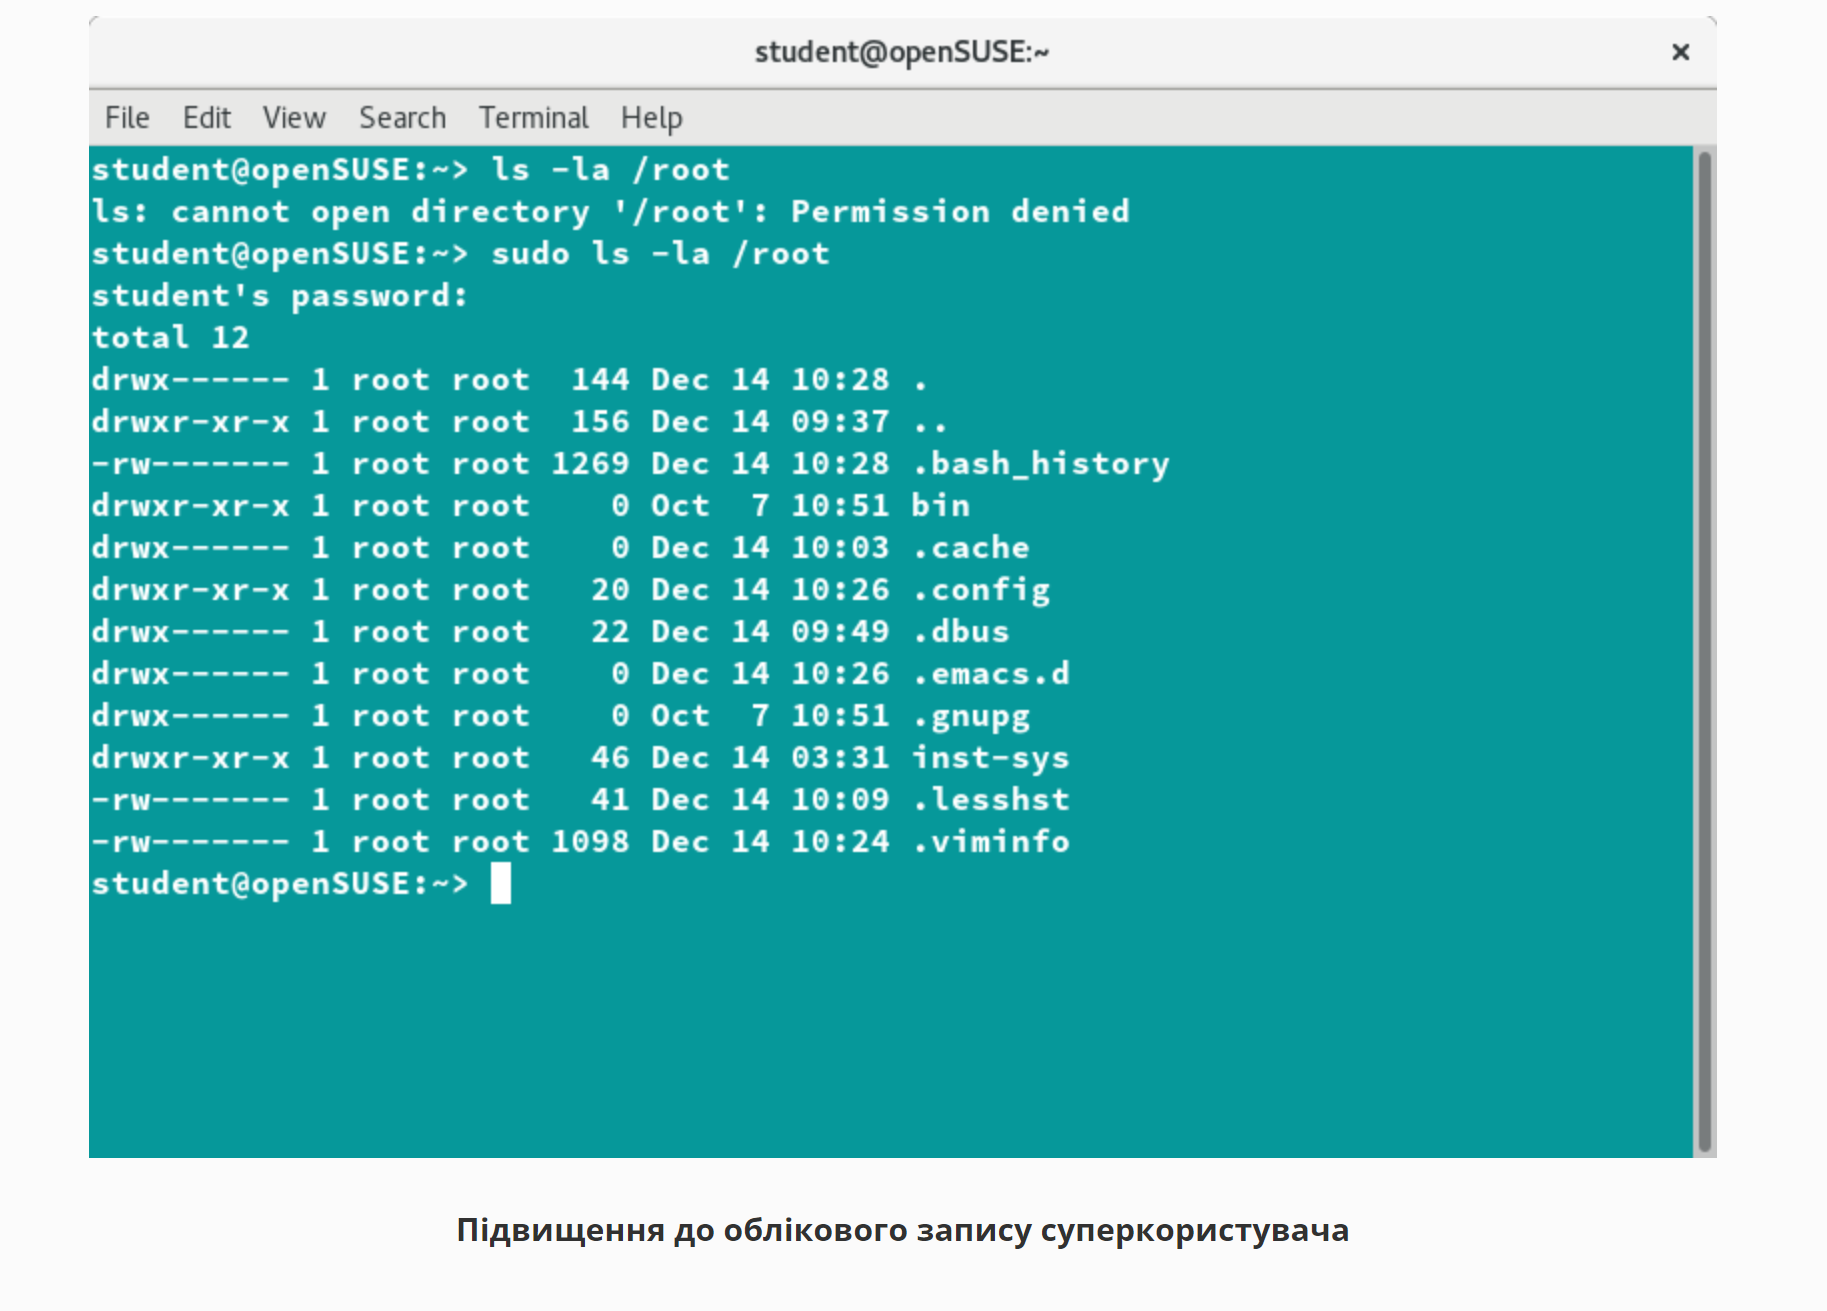 student@openSUSE:~
File Edit View Search Terminal Help
student@openSUSE:~> ls -la /root
ls: cannot open directory '/root': Permission denied
student@openSUSE:~> sudo ls -la /root
student's password:
total 12
drwx------ 1 root root  144 Dec 14 10:28 .
drwxr-xr-x 1 root root  156 Dec 14 09:37 ..
-rw------- 1 root root 1269 Dec 14 10:28 .bash_history
drwxr-xr-x 1 root root    0 Oct  7 10:51 bin
drwx------ 1 root root    0 Dec 14 10:03 .cache
drwxr-xr-x 1 root root   20 Dec 14 10:26 .config
drwx------ 1 root root   22 Dec 14 09:49 .dbus
drwx------ 1 root root    0 Dec 14 10:26 .emacs.d
drwx------ 1 root root    0 Oct  7 10:51 .gnupg
drwxr-xr-x 1 root root   46 Dec 14 03:31 inst-sys
-rw------- 1 root root   41 Dec 14 10:09 .lesshst
-rw------- 1 root root 1098 Dec 14 10:24 .viminfo
student@openSUSE:~>
Підвищення до облікового запису суперкористувача